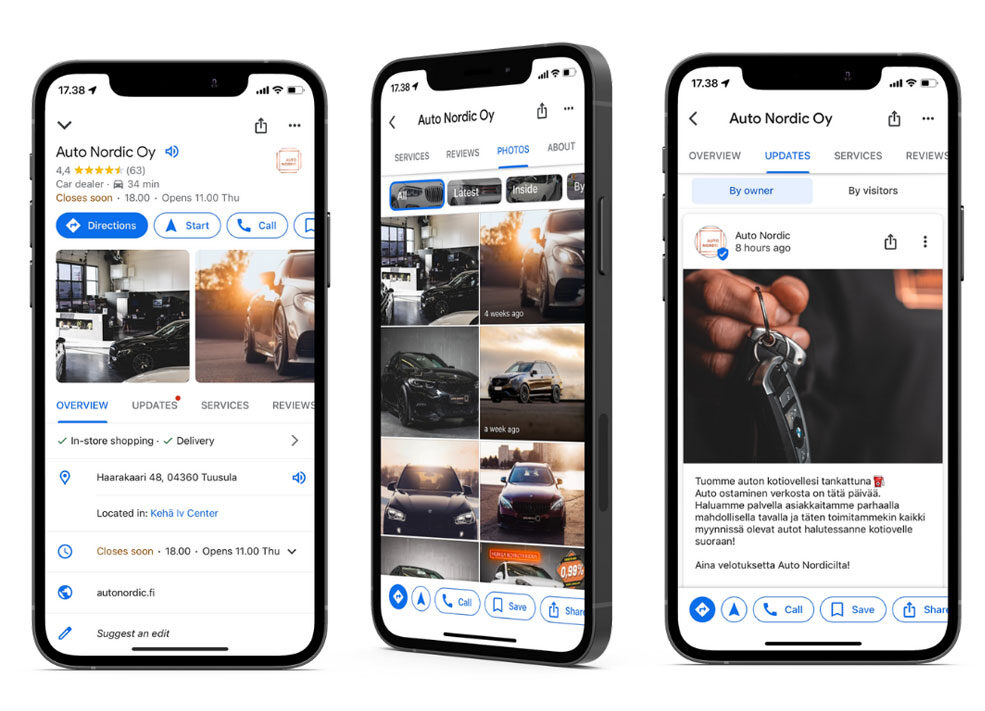 17.38
Auto Nordic Oy
4,4 (63)
Car dealer · 34 min
Closes soon · 18.00 · Opens 11.00 Thu
Directions
Start
Call
OVERVIEW UPDATES SERVICES REVIEWS
In-store shopping · Delivery
Haarakaari 48, 04360 Tuusula
Located in: Kehä Iv Center
Closes soon · 18.00 · Opens 11.00 Thu
autonordic.fi
Suggest an edit
17.38
Auto Nordic Oy
SERVICES REVIEWS PHOTOS ABOUT
All Latest Inside By
4 weeks ago
a week ago
0,98%
Call Save Share
17.38
Auto Nordic Oy
OVERVIEW UPDATES SERVICES REVIEWS
By owner By visitors
AUTO
NORDIC
Auto Nordic
8 hours ago
Tuomme auton kotiovellesi tankattuna
Auto ostaminen verkosta on tätä päivää.
Haluamme palvella asiakkaitamme parhaalla
mahdollisella tavalla ja täten toimitammekin kaikki
myynnissä olevat autot halutessanne kotiovelle
suoraan!
Aina velotuksetta Auto Nordicilta!
Call Save Share